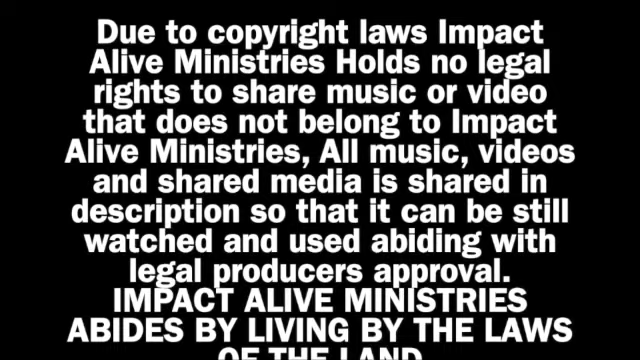 Due to copyright laws Impact
Alive Ministries Holds no legal
rights to share music or video
that does not belong to Impact
Alive Ministries, All music, videos
and shared media is shared in
description so that it can be still
watched and used abiding with
legal producers approval.
IMPACT ALIVE MINISTRIES
ABIDES BY LIVING BY THE LAWS
OF THE LAND